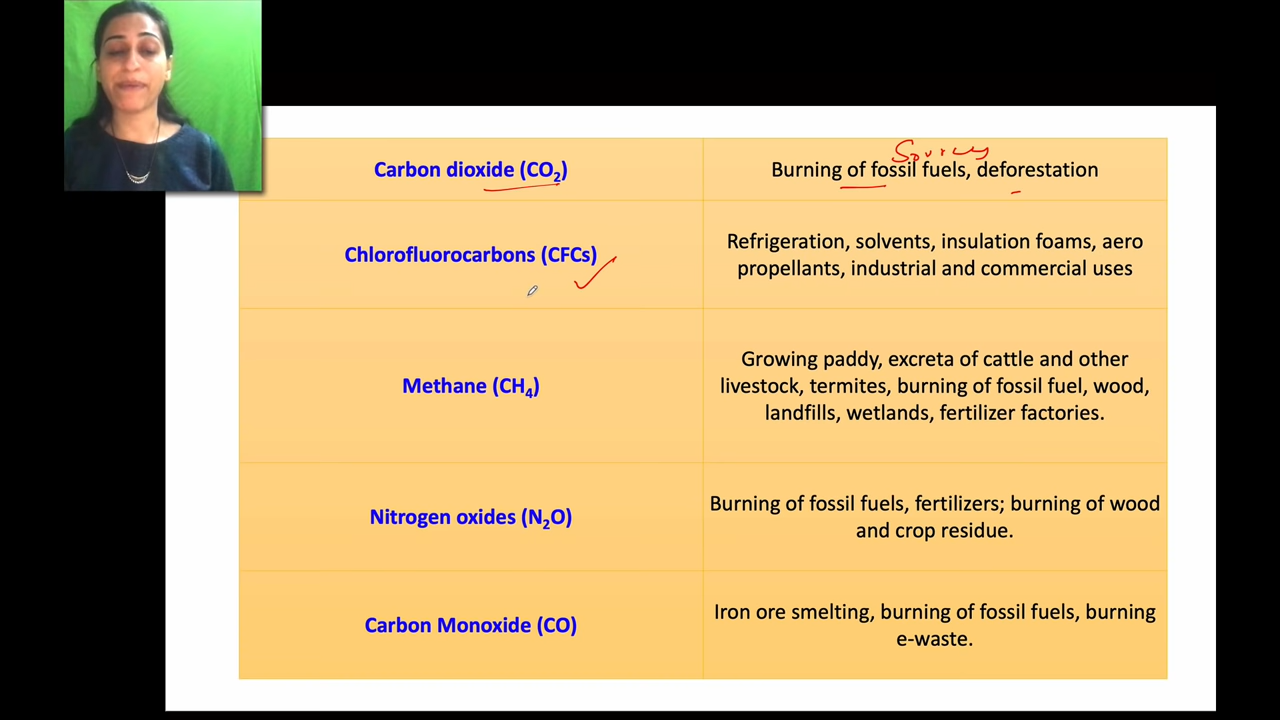 Sources
Carbon dioxide (CO₂)
Burning of fossil fuels, deforestation
Chlorofluorocarbons (CFCs)
Refrigeration, solvents, insulation foams, aero
propellants, industrial and commercial uses
Methane (CH₄)
Growing paddy, excreta of cattle and other
livestock, termites, burning of fossil fuel, wood,
landfills, wetlands, fertilizer factories.
Nitrogen oxides (N₂O)
Burning of fossil fuels, fertilizers; burning of wood
and crop residue.
Carbon Monoxide (CO)
Iron ore smelting, burning of fossil fuels, burning
e-waste.